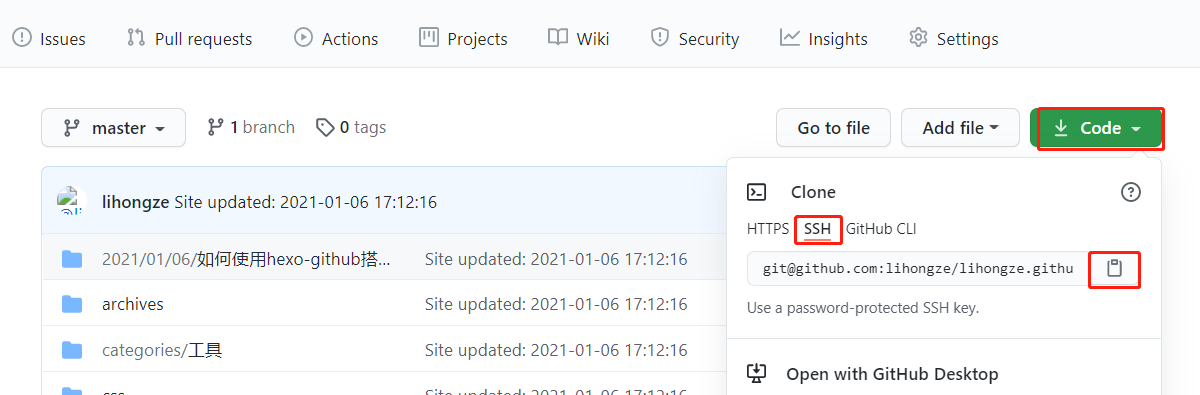 Issues Pull requests Actions Projects Wiki Security Insights Settings
master 1 branch 0 tags Go to file Add file Code
lihongze Site updated: 2021-01-06 17:12:16
2021/01/06/如何使用hexo-github搭... Site updated: 2021-01-06 17:12:16
archives Site updated: 2021-01-06 17:12:16
categories/工具 Site updated: 2021-01-06 17:12:16
css
Clone
HTTPS SSH GitHub CLI
git@github.com:lihongze/lihongze.githu
Use a password-protected SSH key.
Open with GitHub Desktop